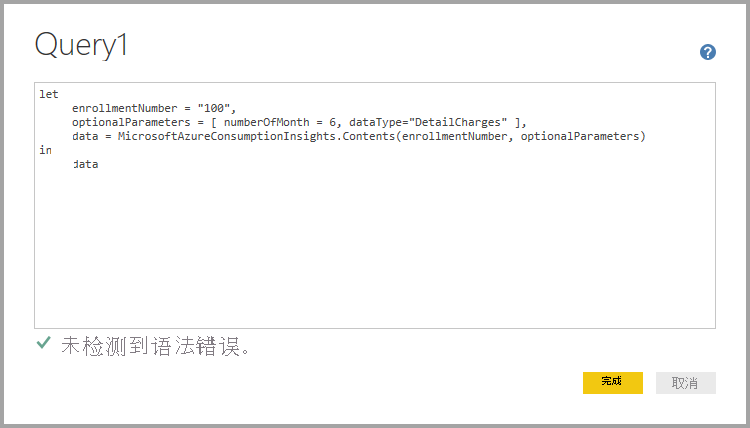 Query1
?
let
enrollmentNumber = "100",
optionalParameters = [ numberOfMonth = 6, dataType="DetailCharges" ],
data = MicrosoftAzureConsumptionInsights.Contents(enrollmentNumber, optionalParameters)
in
data
未检测到语法错误。
完成 取消